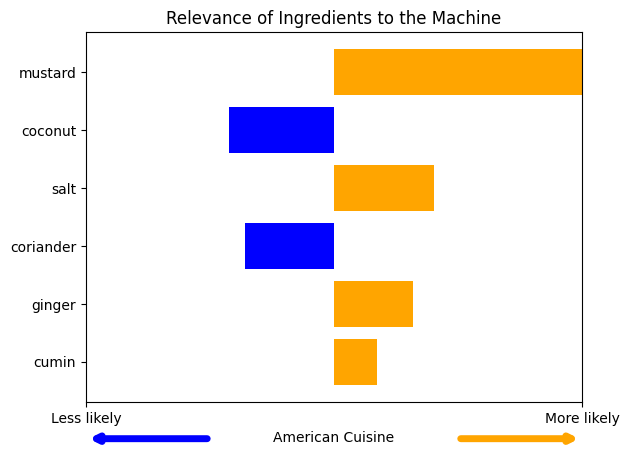 Relevance of Ingredients to the Machine
mustard
coconut
salt
coriander
ginger
cumin
Less likely
More likely
American Cuisine